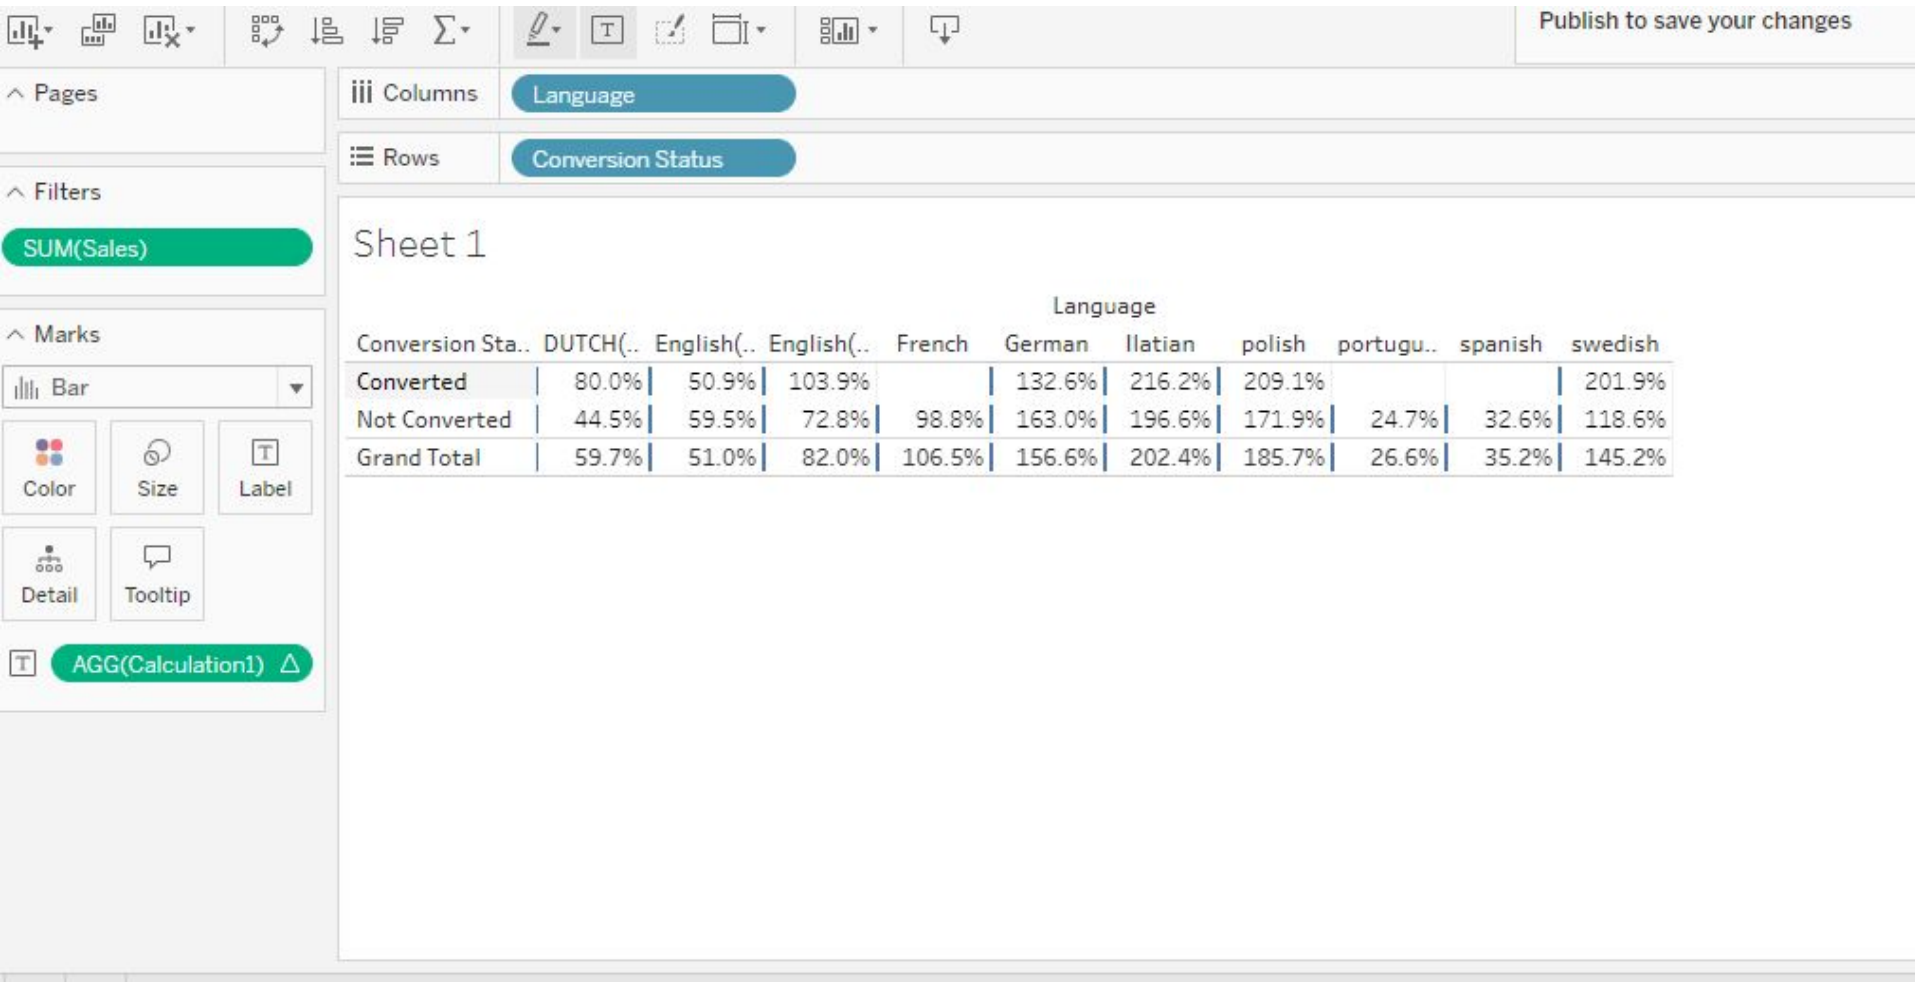 Publish to save your changes
Pages
Columns
Language
Rows
Conversion Status
Filters
SUM(Sales)
Sheet 1
Marks
Bar
Color
Size
Label
Detail
Tooltip
AGG(Calculation1)
Language
Conversion Sta.. DUTCH(.. English(.. English(.. French German Ilatian polish portugu.. spanish swedish
Converted 80.0% 50.9% 103.9% 132.6% 216.2% 209.1% 201.9%
Not Converted 44.5% 59.5% 72.8% 98.8% 163.0% 196.6% 171.9% 24.7% 32.6% 118.6%
Grand Total 59.7% 51.0% 82.0% 106.5% 156.6% 202.4% 185.7% 26.6% 35.2% 145.2%